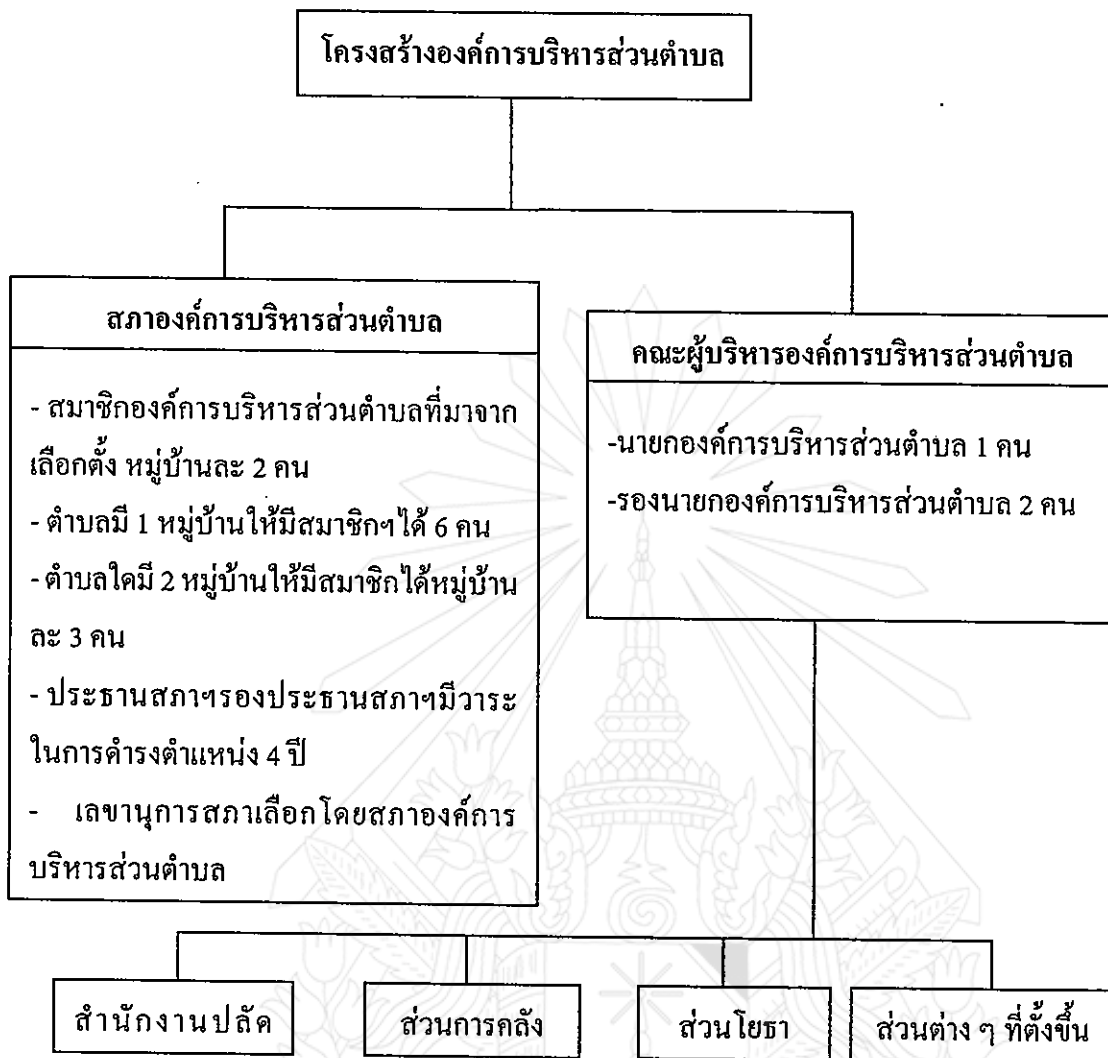 โครงสร้างองค์การบริหารส่วนตำบล
สภาองค์การบริหารส่วนตำบล
- สมาชิกองค์การบริหารส่วนตำบลที่มาจาก
เลือกตั้ง หมู่บ้านละ 2 คน
- ตำบลมี 1 หมู่บ้านให้มีสมาชิกฯได้ 6 คน
- ตำบลใดมี 2 หมู่บ้านให้มีสมาชิกได้หมู่บ้าน
ละ 3 คน
- ประธานสภาฯรองประธานสภาฯมีวาระ
ในการดำรงตำแหน่ง 4 ปี
- เลขานุการสภาเลือกโดยสภาองค์การ
บริหารส่วนตำบล
คณะผู้บริหารองค์การบริหารส่วนตำบล
-นายกองค์การบริหารส่วนตำบล 1 คน
-รองนายกองค์การบริหารส่วนตำบล 2 คน
สำนักงานปลัด
ส่วนการคลัง
ส่วนโยธา
ส่วนต่าง ๆ ที่ตั้งขึ้น